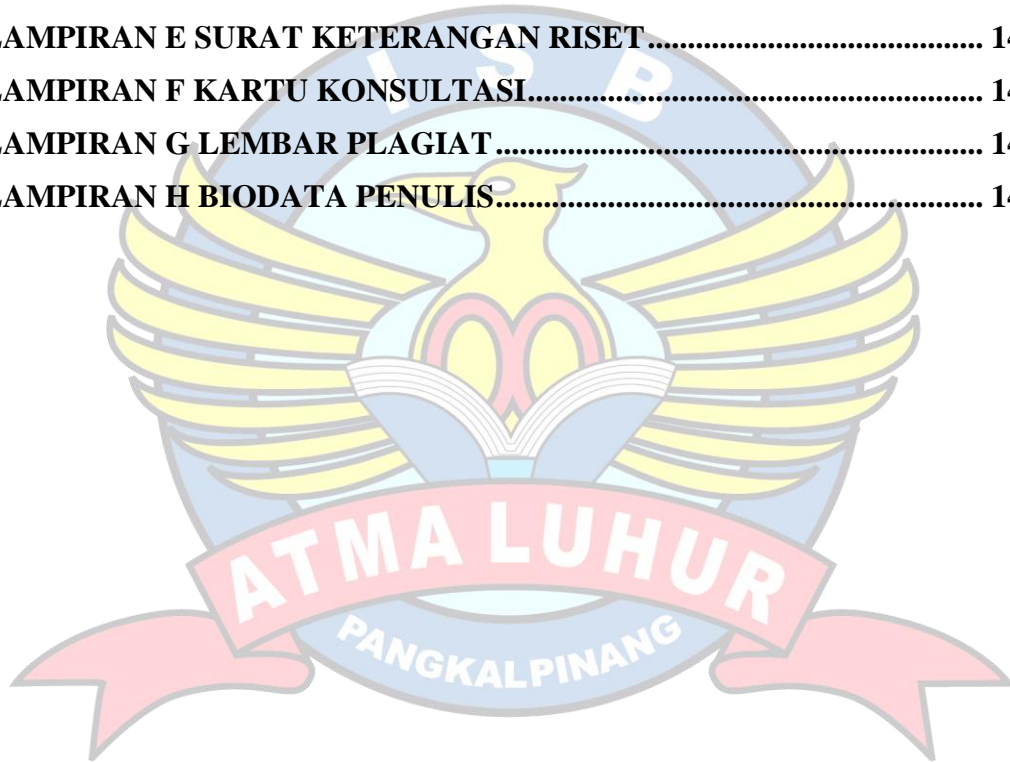 LAMPIRAN E SURAT KETERANGAN RISET
LAMPIRAN F KARTU KONSULTASI
LAMPIRAN G LEMBAR PLAGIAT
LAMPIRAN H BIODATA PENULIS
I S B
ATMA LUHUR
PANGKALPINANG